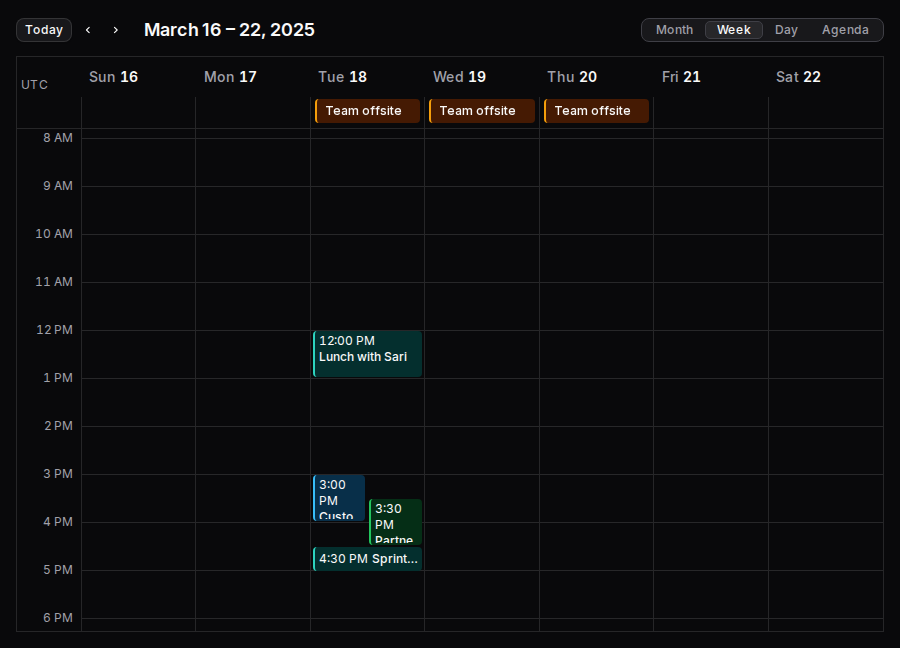 Today
‹ ›
March 16 – 22, 2025
Month Week Day Agenda
UTC
Sun 16 Mon 17 Tue 18 Wed 19 Thu 20 Fri 21 Sat 22
Team offsite Team offsite Team offsite
8 AM
9 AM
10 AM
11 AM
12 PM
12:00 PM
Lunch with Sari
1 PM
2 PM
3 PM
3:00
PM
Custo
3:30
PM
Partne
4 PM
4:30 PM Sprint...
5 PM
6 PM